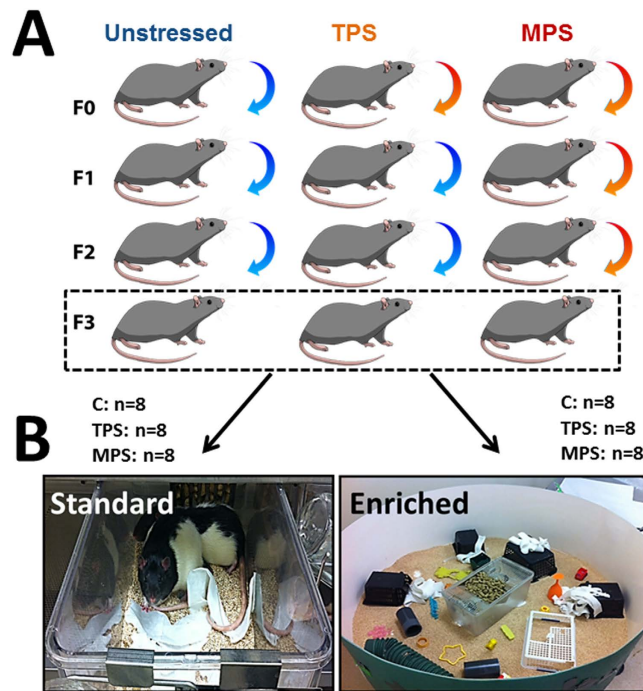 A
Unstressed TPS MPS
F0
F1
F2
F3
C: n=8
TPS: n=8
MPS: n=8
C: n=8
TPS: n=8
MPS: n=8
B
Standard
Enriched